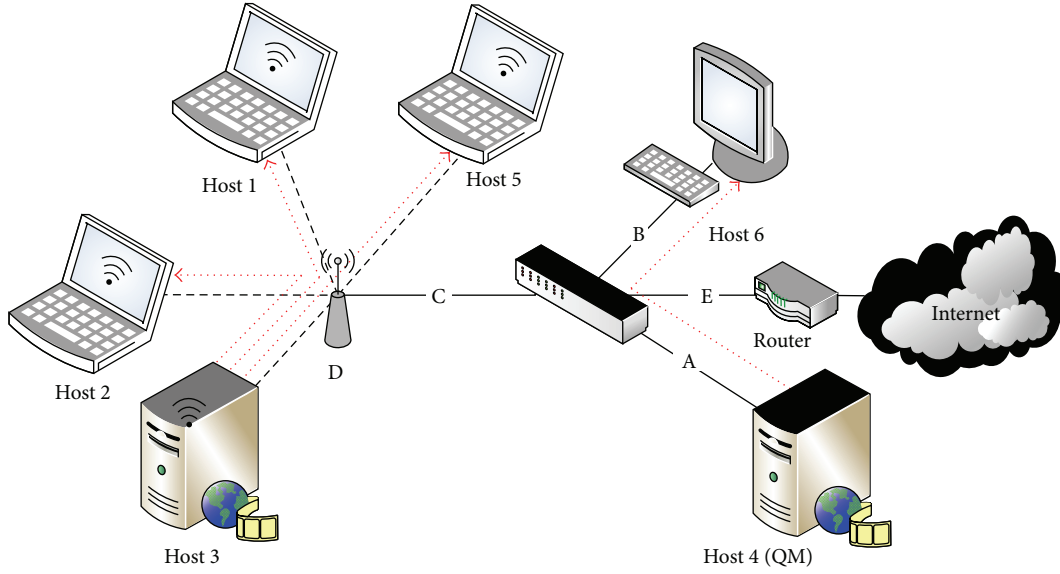 Host 1
Host 5
B
Host 6
C
E
Internet
Router
Host 2
D
A
Host 3
Host 4 (QM)